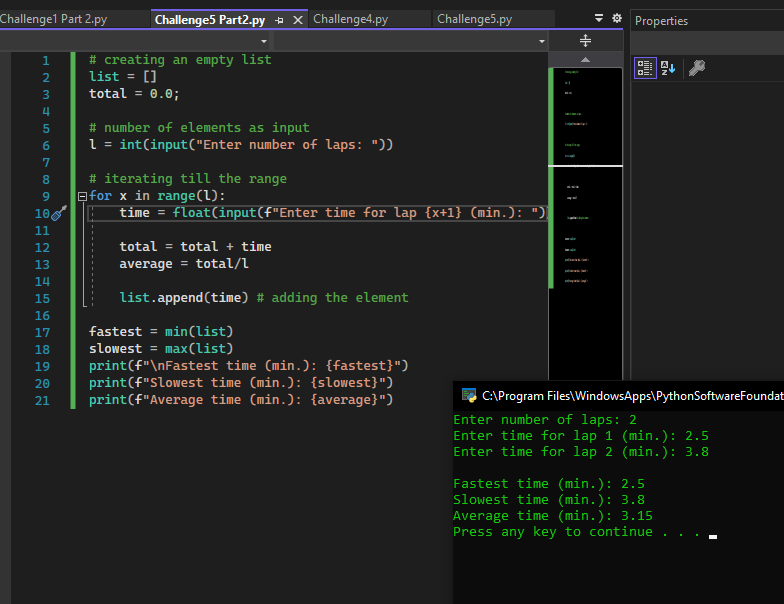 Challenge1 Part 2.py
Challenge5 Part2.py
Challenge4.py
Challenge5.py
Properties
1 # creating an empty list
2 list = []
3 total = 0.0;
4
5 # number of elements as input
6 l = int(input("Enter number of laps: "))
7
8 # iterating till the range
9 for x in range(l):
10 time = float(input(f"Enter time for lap {x+1} (min.): ")
11
12 total = total + time
13 average = total/l
14
15 list.append(time) # adding the element
16
17 fastest = min(list)
18 slowest = max(list)
19 print(f"\nFastest time (min.): {fastest}")
20 print(f"Slowest time (min.): {slowest}")
21 print(f"Average time (min.): {average}")
C:\Program Files\WindowsApps\PythonSoftwareFoundat
Enter number of laps: 2
Enter time for lap 1 (min.): 2.5
Enter time for lap 2 (min.): 3.8
Fastest time (min.): 2.5
Slowest time (min.): 3.8
Average time (min.): 3.15
Press any key to continue . . .